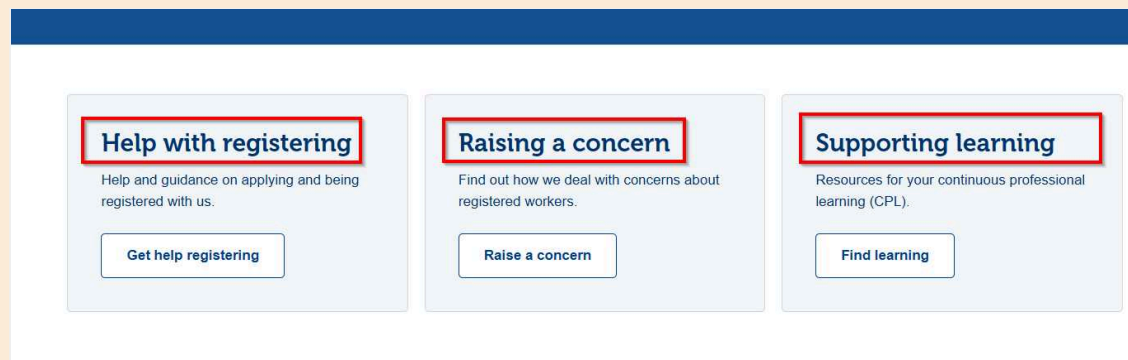 Help with registering
Help and guidance on applying and being
registered with us.
Get help registering
Raising a concern
Find out how we deal with concerns about
registered workers.
Raise a concern
Supporting learning
Resources for your continuous professional
learning (CPL).
Find learning